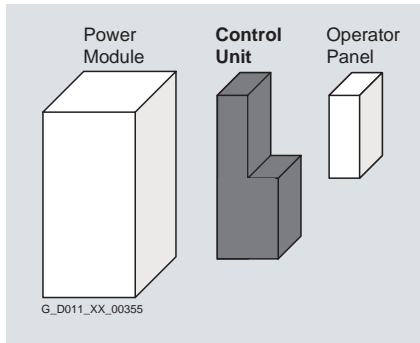 Power
Module
Control
Unit
Operator
Panel
G_D011_XX_00355